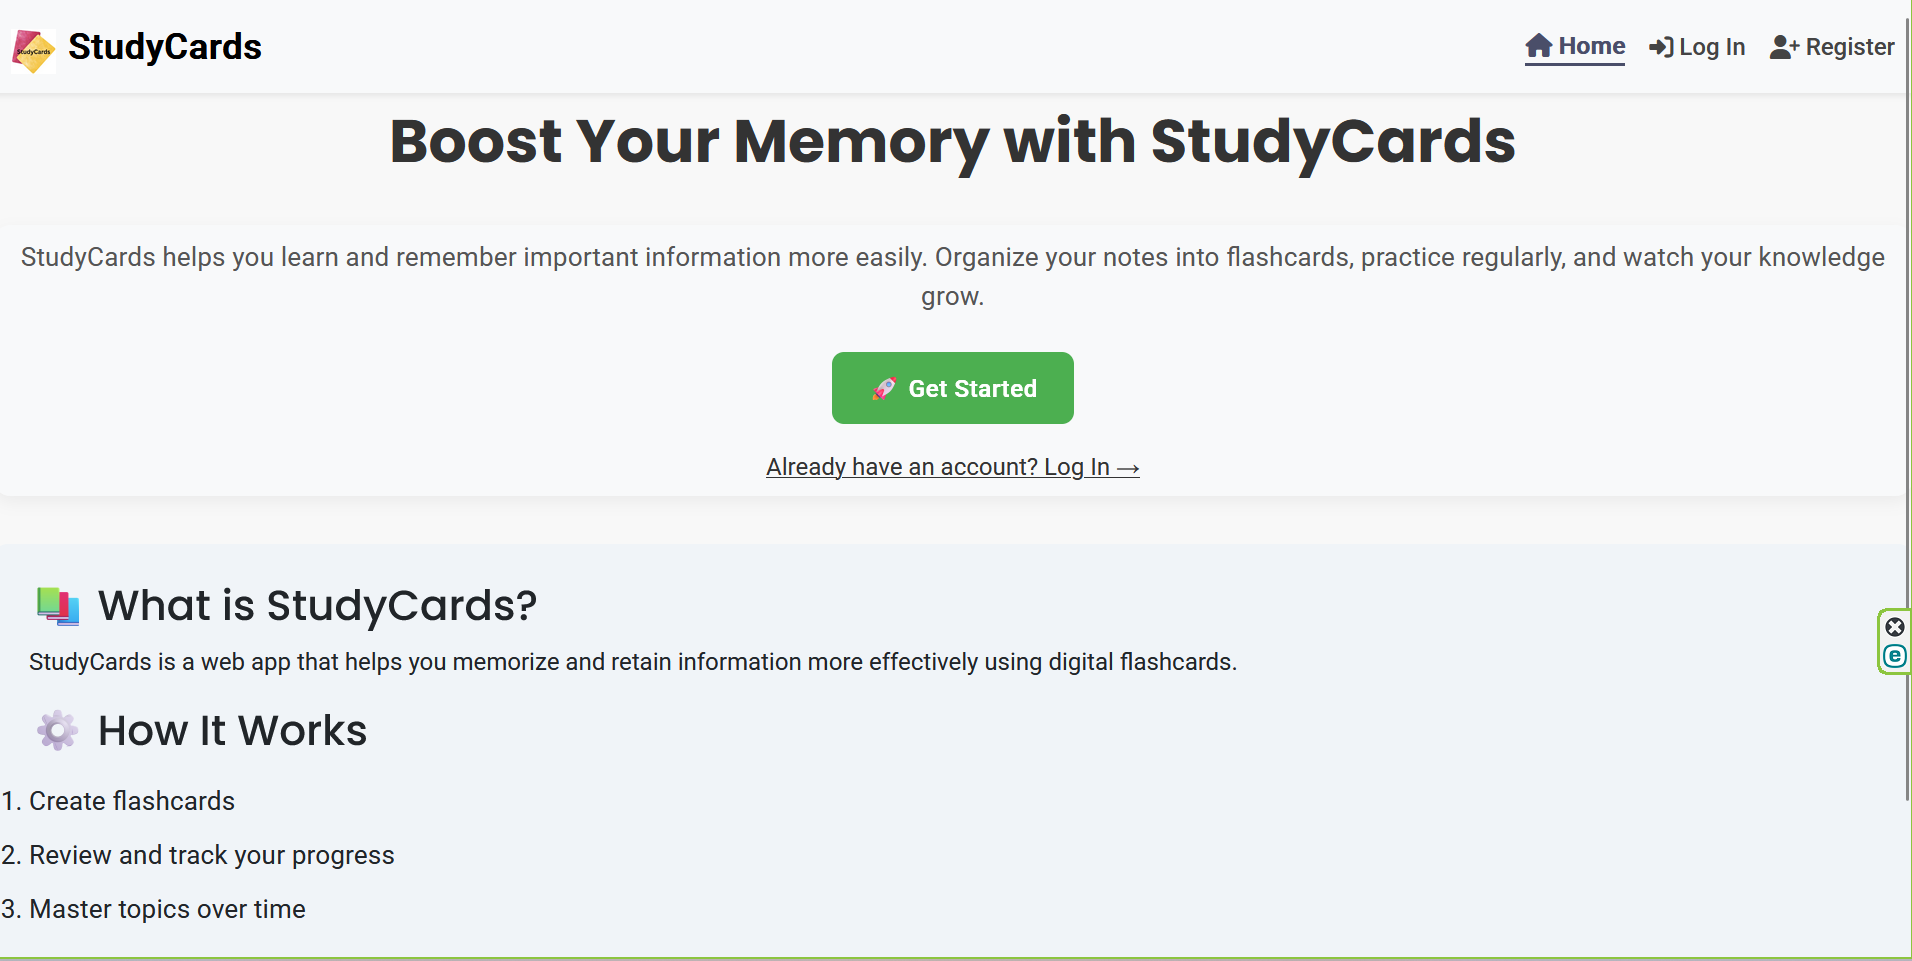 StudyCards
StudyCards
Home
Log In
Register
Boost Your Memory with StudyCards
StudyCards helps you learn and remember important information more easily. Organize your notes into flashcards, practice regularly, and watch your knowledge
grow.
🚀 Get Started
Already have an account? Log In →
What is StudyCards?
StudyCards is a web app that helps you memorize and retain information more effectively using digital flashcards.
How It Works
1. Create flashcards
2. Review and track your progress
3. Master topics over time
e